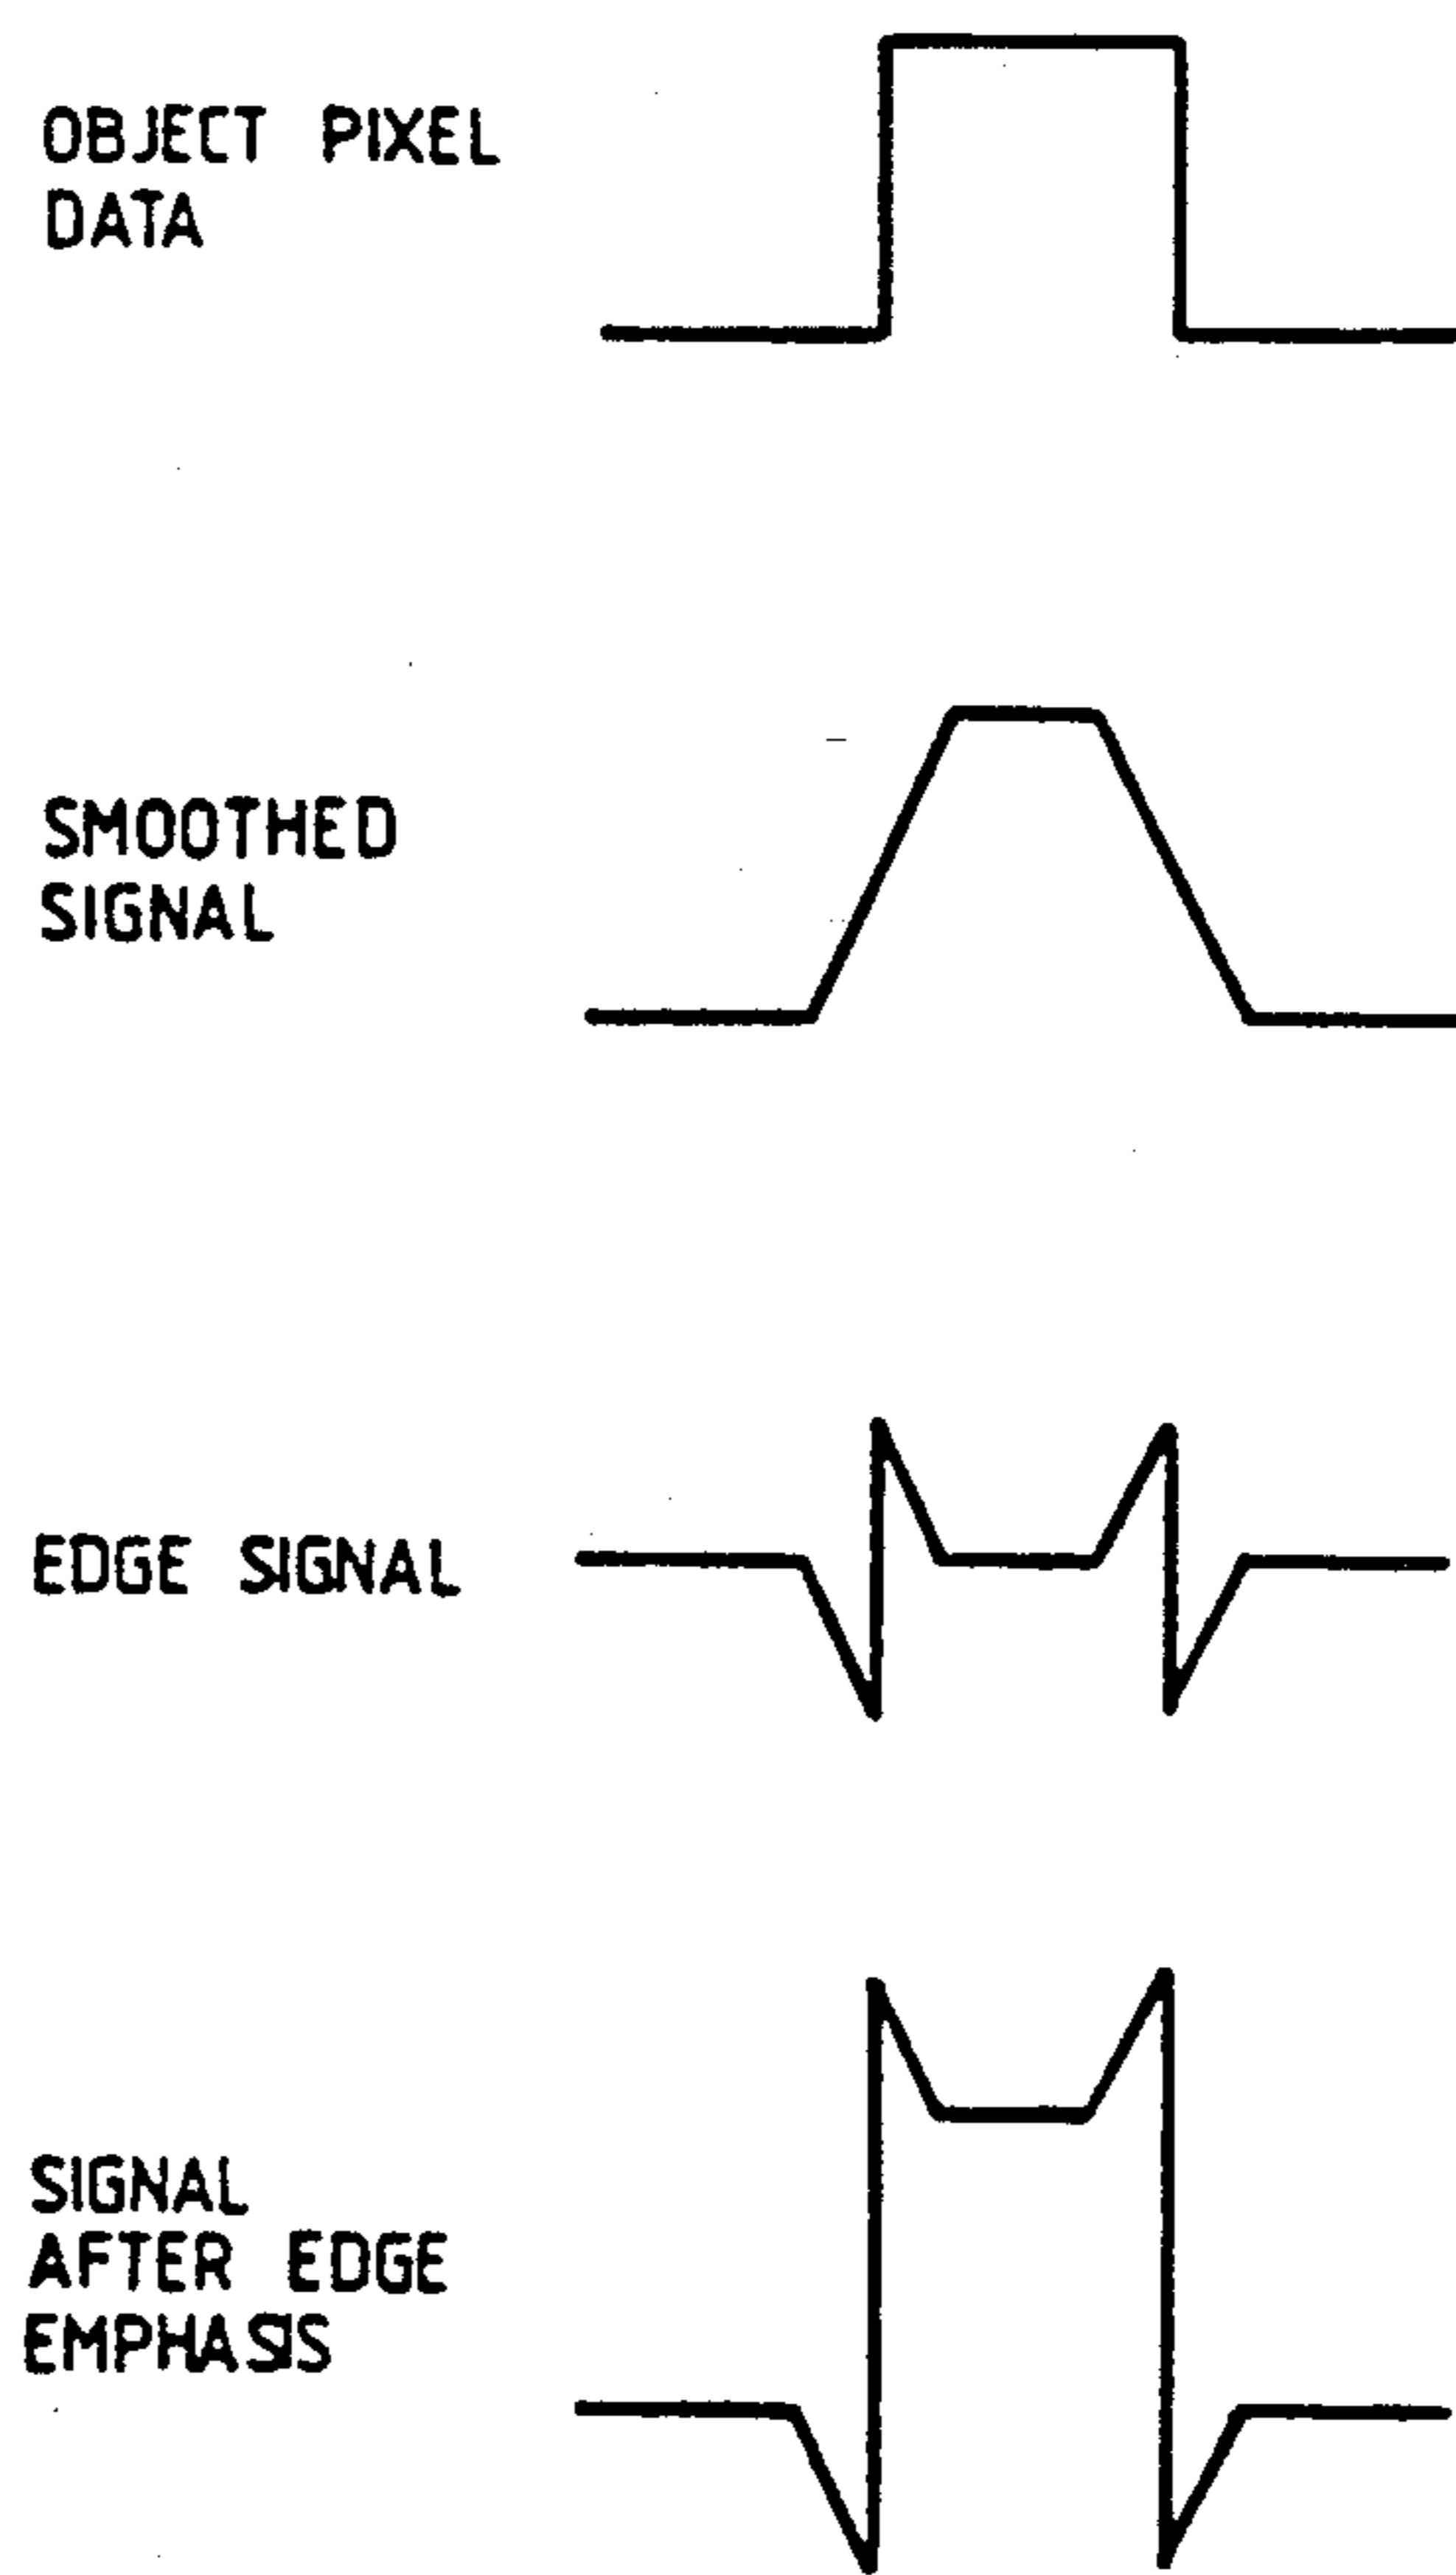 OBJECT PIXEL
DATA
SMOOTHED
SIGNAL
EDGE SIGNAL
SIGNAL
AFTER EDGE
EMPHASIS